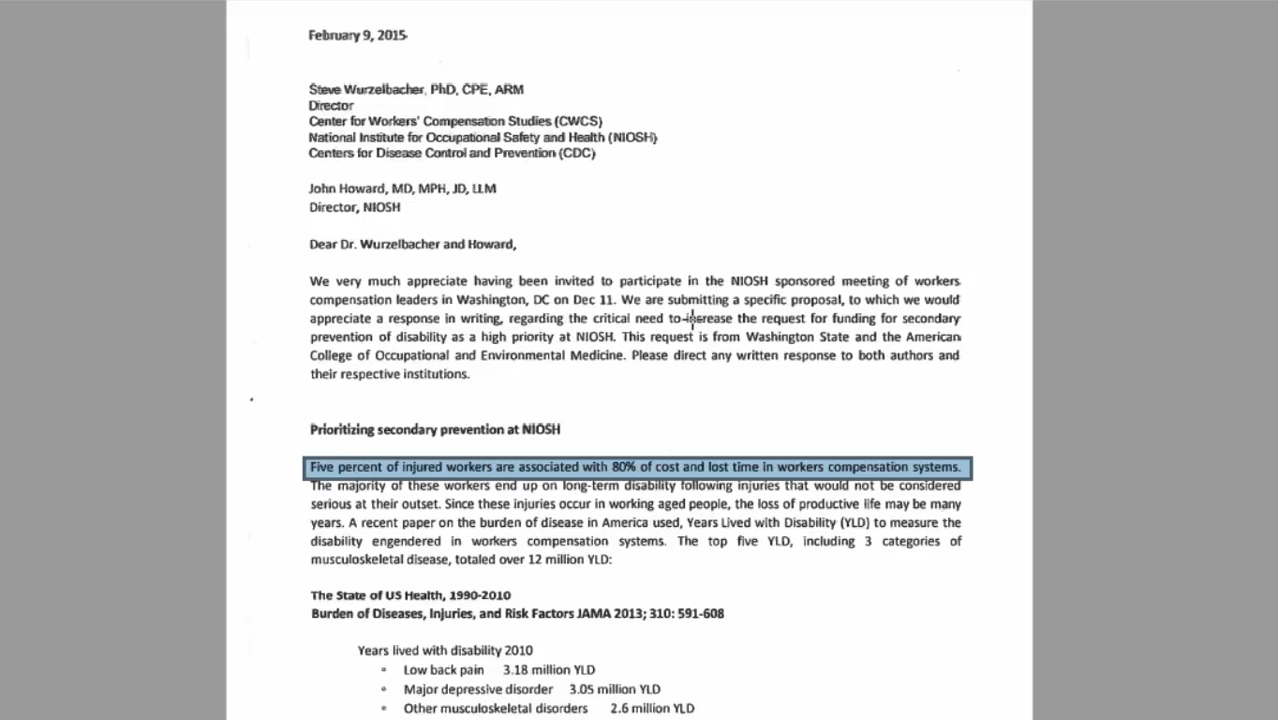 February 9, 2015
Steve Wurzelbacher, PhD, CPE, ARM
Director
Center for Workers' Compensation Studies (CWCS)
National Institute for Occupational Safety and Health (NIOSH)
Centers for Disease Control and Prevention (CDC)
John Howard, MD, MPH, JD, LLM
Director, NIOSH
Dear Dr. Wurzelbacher and Howard,
We very much appreciate having been invited to participate in the NIOSH sponsored meeting of workers
compensation leaders in Washington, DC on Dec 11. We are submitting a specific proposal, to which we would
appreciate a response in writing, regarding the critical need to increase the request for funding for secondary
prevention of disability as a high priority at NIOSH. This request is from Washington State and the American
College of Occupational and Environmental Medicine. Please direct any written response to both authors and
their respective institutions.
Prioritizing secondary prevention at NIOSH
Five percent of injured workers are associated with 80% of cost and lost time in workers compensation systems.
The majority of these workers end up on long-term disability following injuries that would not be considered
serious at their outset. Since these injuries occur in working aged people, the loss of productive life may be many
years. A recent paper on the burden of disease in America used, Years Lived with Disability (YLD) to measure the
disability engendered in workers compensation systems. The top five YLD, including 3 categories of
musculoskeletal disease, totaled over 12 million YLD:
The State of US Health, 1990-2010
Burden of Diseases, Injuries, and Risk Factors JAMA 2013; 310: 591-608
Years lived with disability 2010
• Low back pain 3.18 million YLD
• Major depressive disorder 3.05 million YLD
• Other musculoskeletal disorders 2.6 million YLD